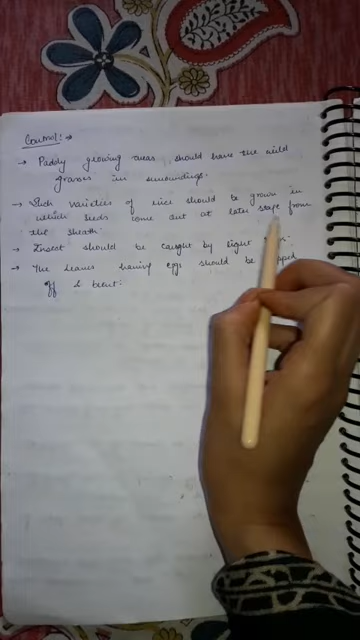 Control :→
→ Paddy growing areas, should have the wild
grasses in surroundings.
→ Such varieties of rice should be grown in
which seeds come out at later stage from
the sheath.
→ Insect should be caught by light
→ The leaves having eggs should be
off & burnt.